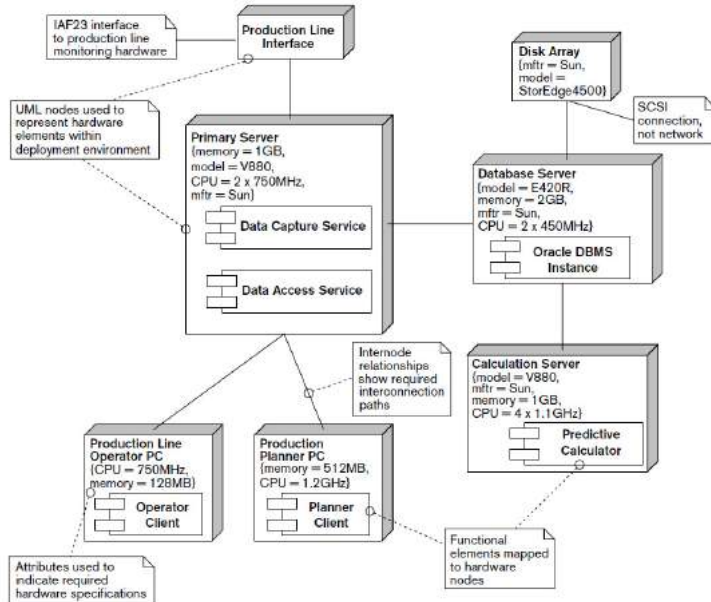 IAF23 interface
to production line
monitoring hardware
Production Line
Interface
Disk Array
{mftr = Sun,
model =
StorEdge4500}
SCSI
connection,
not network
UML nodes used to
represent hardware
elements within
deployment environment
Primary Server
{memory = 1GB,
model = V880,
CPU = 2 x 750MHz,
mftr = Sun}
Data Capture Service
Data Access Service
Database Server
{model = E420R,
memory = 2GB,
mftr = Sun,
CPU = 2 x 450MHz}
Oracle DBMS
Instance
Internode
relationships
show required
interconnection
paths
Calculation Server
{model = V880,
mftr = Sun,
memory = 1GB,
CPU = 4 x 1.1GHz}
Predictive
Calculator
Production Line
Operator PC
{CPU = 750MHz,
memory = 128MB}
Operator
Client
Production
Planner PC
{memory = 512MB,
CPU = 1.2GHz}
Planner
Client
Attributes used to
indicate required
hardware specifications
Functional
elements mapped
to hardware
nodes